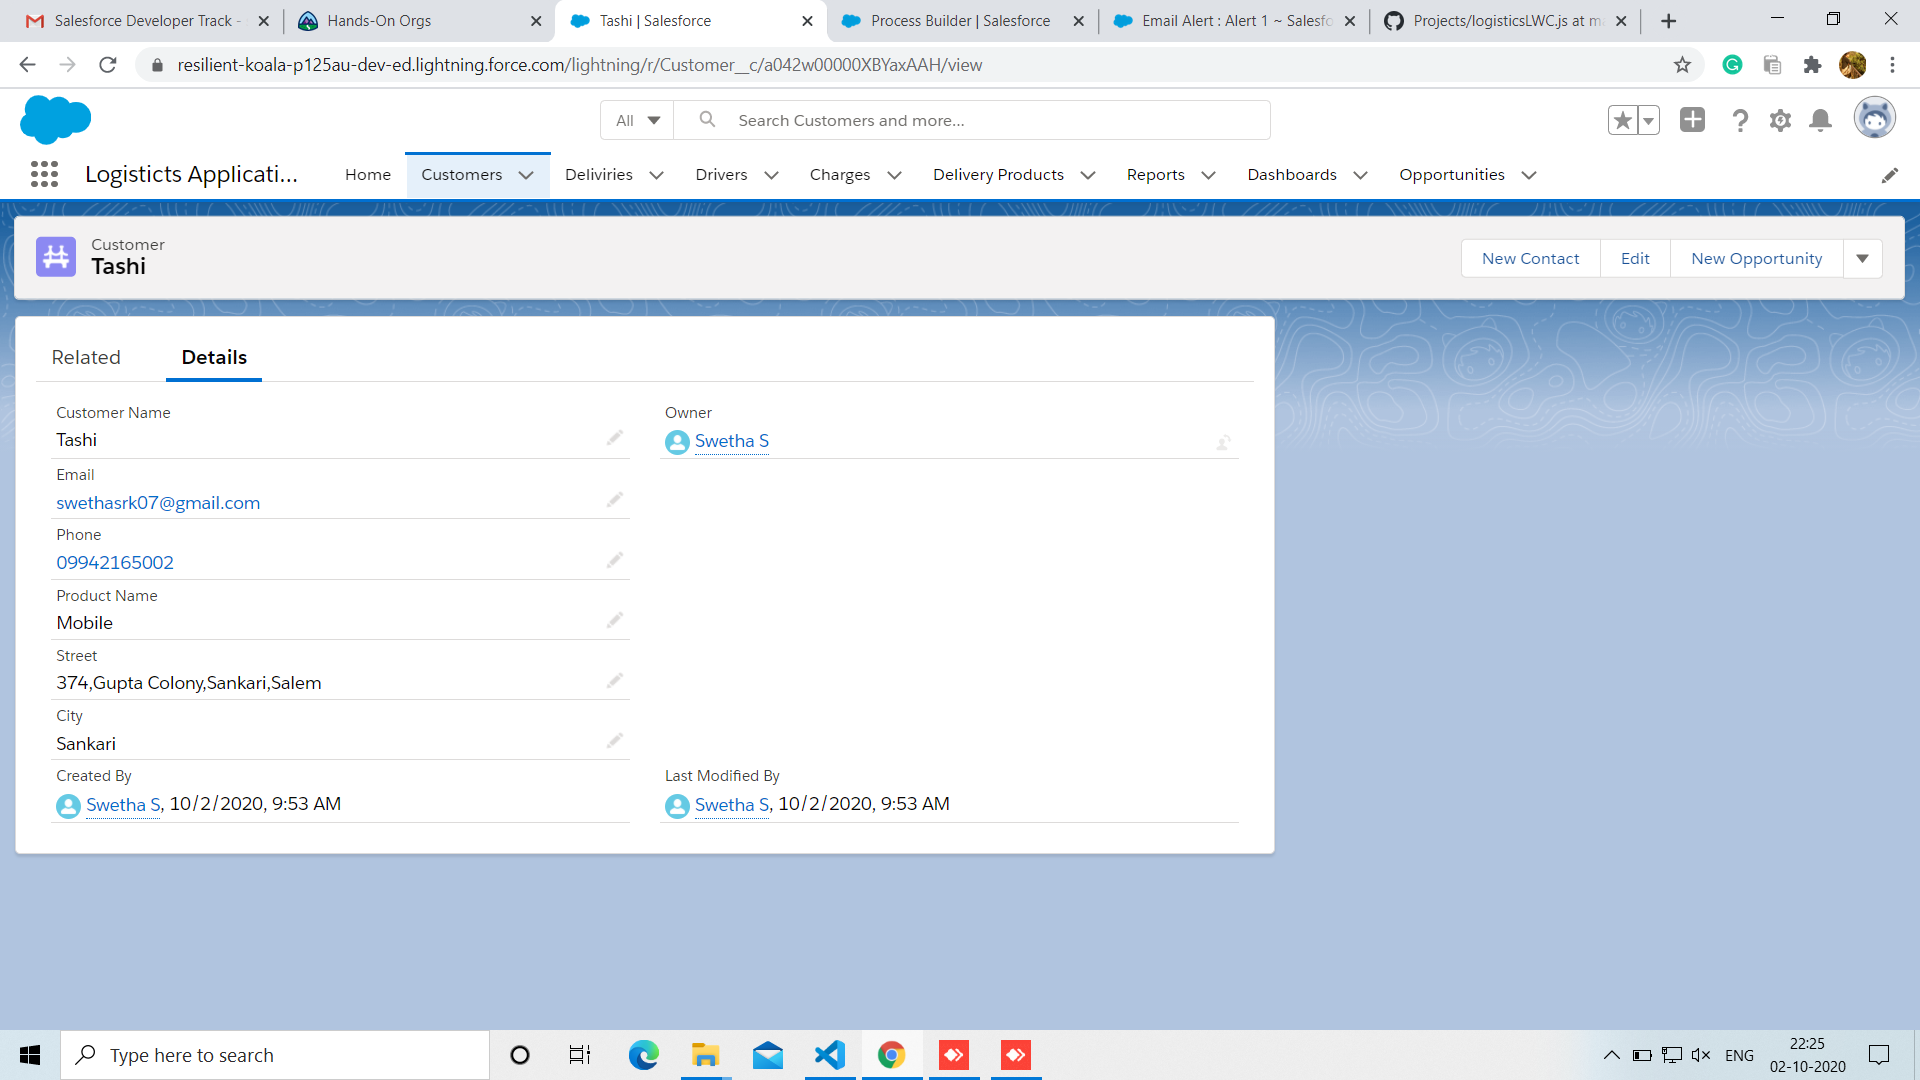 Salesforce Developer Track -
Hands-On Orgs
Tashi | Salesforce
Process Builder | Salesforce
Email Alert : Alert 1 ~ Salesfo
Projects/logisticsLWC.js at m
resilient-koala-p125au-dev-ed.lightning.force.com/lightning/r/Customer__c/a042w00000XBYaxAAH/view
All
Search Customers and more...
Logisticts Applicati...
Home
Customers
Deliviries
Drivers
Charges
Delivery Products
Reports
Dashboards
Opportunities
Customer
Tashi
New Contact
Edit
New Opportunity
Related
Details
Customer Name
Tashi
Owner
Swetha S
Email
swethasrk07@gmail.com
Phone
09942165002
Product Name
Mobile
Street
374,Gupta Colony,Sankari,Salem
City
Sankari
Created By
Swetha S, 10/2/2020, 9:53 AM
Last Modified By
Swetha S, 10/2/2020, 9:53 AM
Type here to search
ENG
22:25
02-10-2020